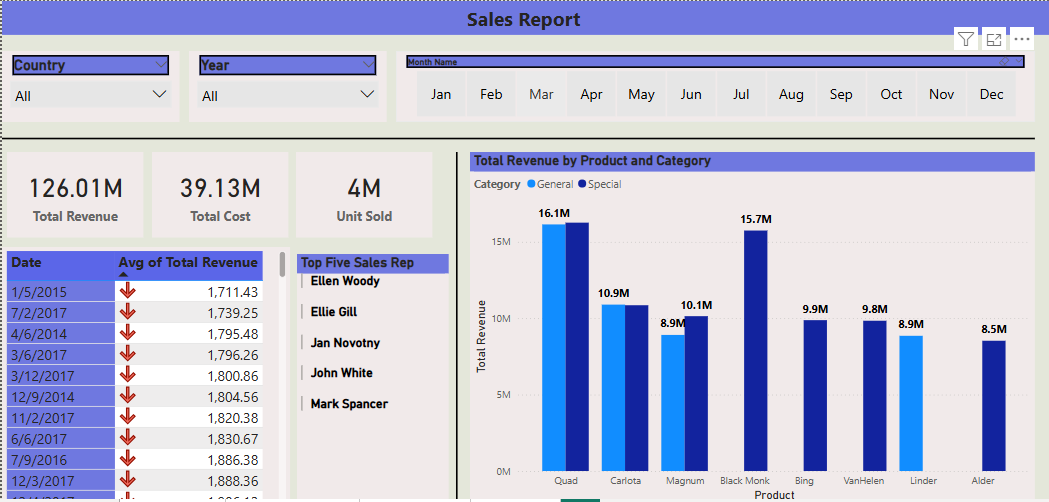 Sales Report
Country
Year
Month Name
All
All
Jan Feb Mar Apr May Jun Jul Aug Sep Oct Nov Dec
126.01M
Total Revenue
39.13M
Total Cost
4M
Unit Sold
Date Avg of Total Revenue
1/5/2015 1,711.43
7/2/2017 1,739.25
4/6/2014 1,795.48
3/6/2017 1,796.26
3/12/2017 1,800.86
12/9/2014 1,804.56
11/2/2017 1,820.38
6/6/2017 1,830.67
7/9/2016 1,886.38
12/3/2017 1,888.36
Top Five Sales Rep
Ellen Woody
Ellie Gill
Jan Novotny
John White
Mark Spancer
Total Revenue by Product and Category
Category General Special
Total Revenue
15M
10M
5M
0M
16.1M
10.9M
8.9M
10.1M
15.7M
9.9M
9.8M
8.9M
8.5M
Quad Carlota Magnum Black Monk Bing VanHelen Linder Alder
Product